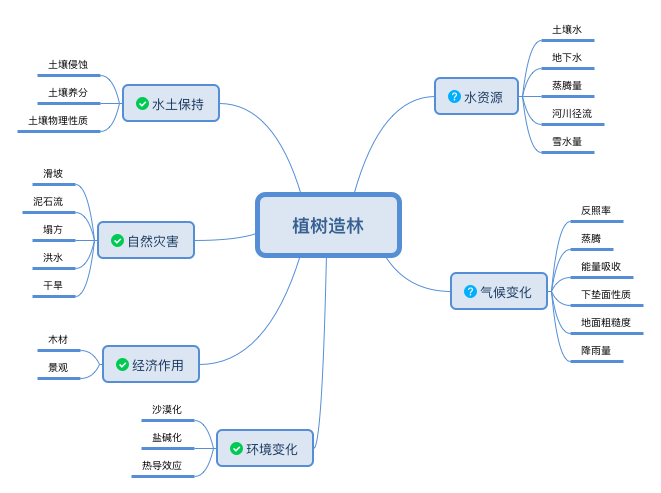 植树造林
水土保持
土壤侵蚀
土壤养分
土壤物理性质
自然灾害
滑坡
泥石流
塌方
洪水
干旱
经济作用
木材
景观
环境变化
沙漠化
盐碱化
热导效应
水资源
土壤水
地下水
蒸腾量
河川径流
雪水量
气候变化
反照率
蒸腾
能量吸收
下垫面性质
地面粗糙度
降雨量